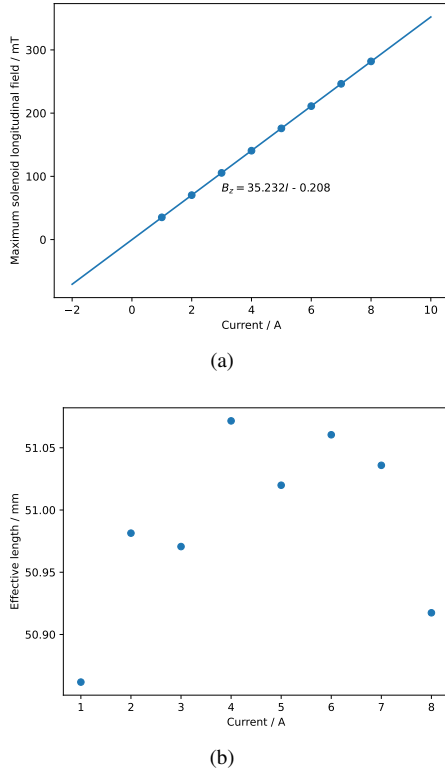 Maximum solenoid longitudinal field / mT
300
200
100
0
B_z = 35.232I - 0.208
−2 0 2 4 6 8 10
Current / A
(a)
Effective length / mm
51.05
51.00
50.95
50.90
1 2 3 4 5 6 7 8
Current / A
(b)